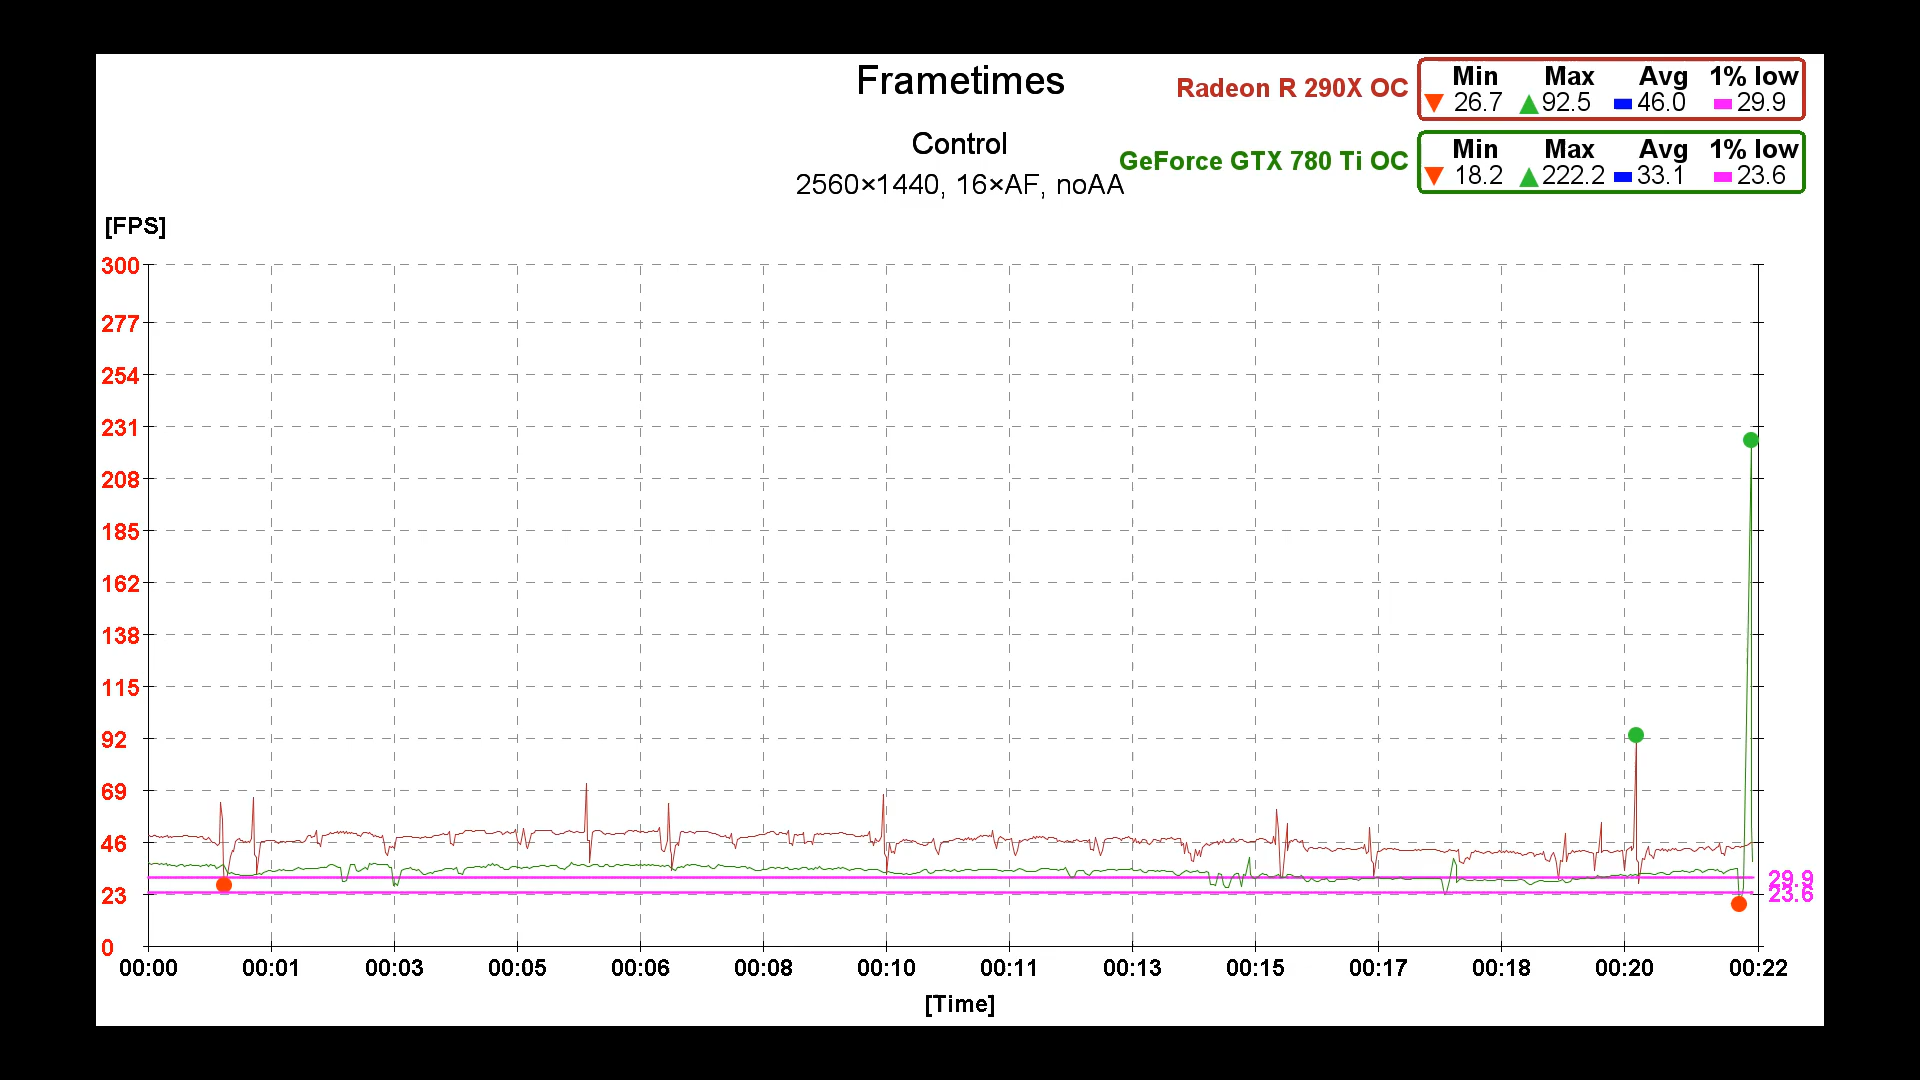 Frametimes
Control
2560×1440, 16×AF, noAA
Radeon R 290X OC
Min Max Avg 1% low
26.7 92.5 46.0 29.9
GeForce GTX 780 Ti OC
Min Max Avg 1% low
18.2 222.2 33.1 23.6
[FPS]
300
277
254
231
208
185
162
138
115
92
69
46
23
0
29.9
23.6
00:00 00:01 00:03 00:05 00:06 00:08 00:10 00:11 00:13 00:15 00:17 00:18 00:20 00:22
[Time]